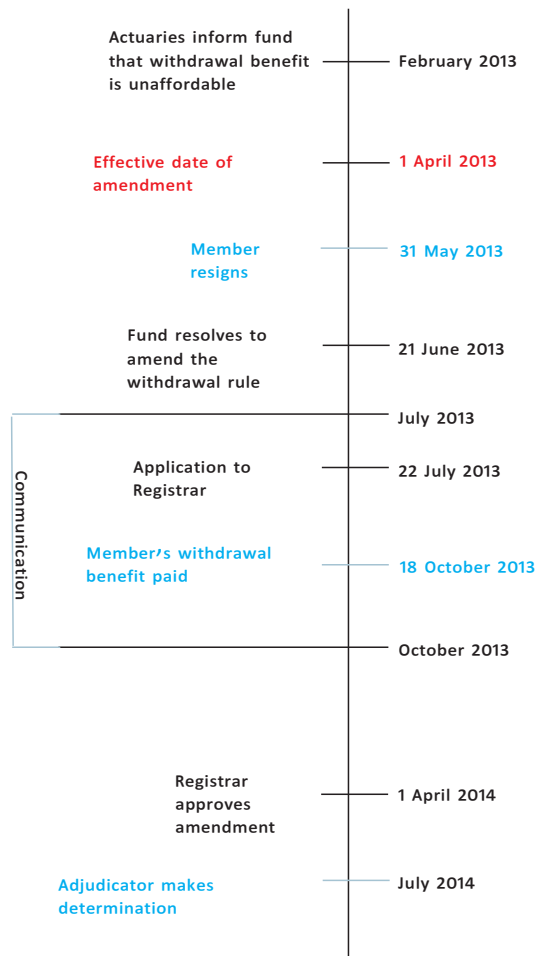 Actuaries inform fund
that withdrawal benefit
is unaffordable
February 2013
Effective date of
amendment
1 April 2013
Member
resigns
31 May 2013
Fund resolves to
amend the
withdrawal rule
21 June 2013
July 2013
Communication
Application to
Registrar
22 July 2013
Member's withdrawal
benefit paid
18 October 2013
October 2013
Registrar
approves
amendment
1 April 2014
Adjudicator makes
determination
July 2014